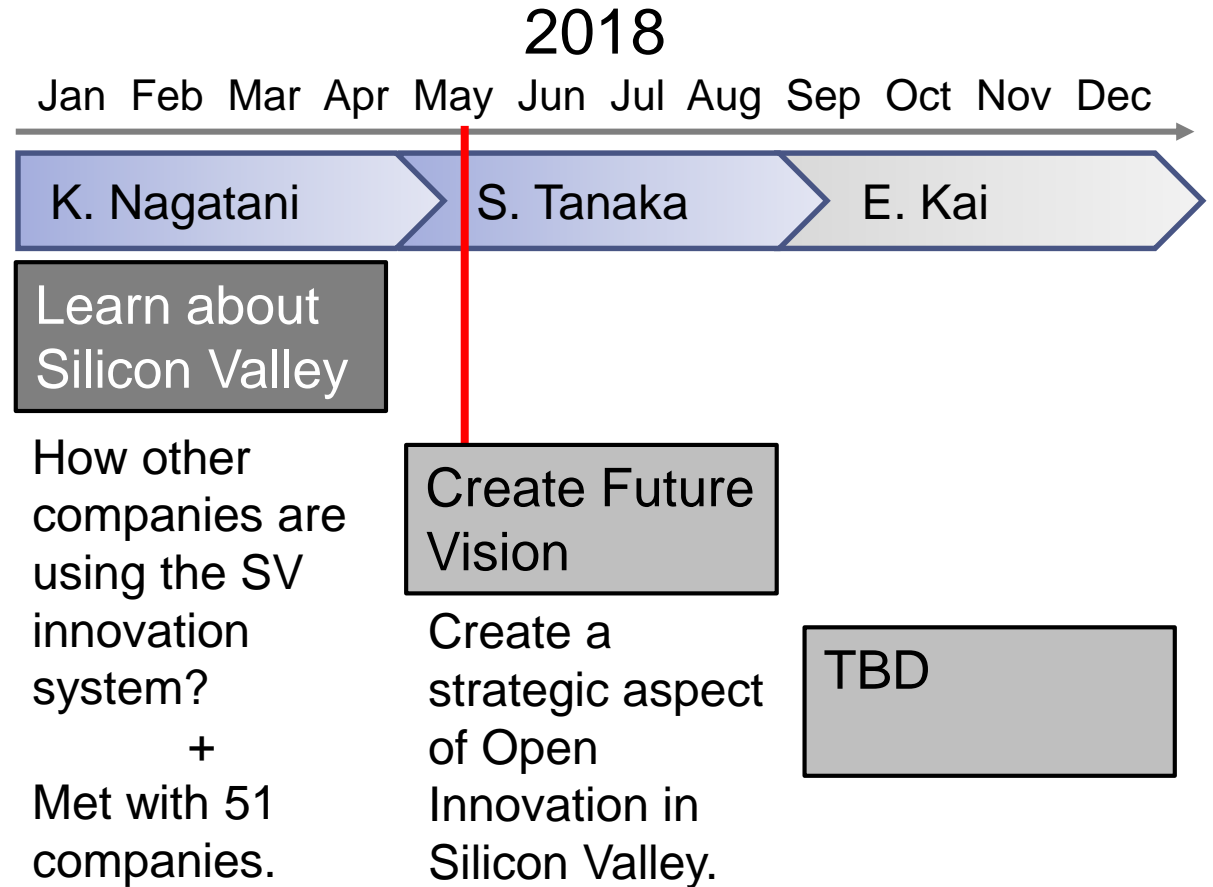 2018
Jan Feb Mar Apr May Jun Jul Aug Sep Oct Nov Dec
K. Nagatani
S. Tanaka
E. Kai
Learn about
Silicon Valley
How other
companies are
using the SV
innovation
system?
+
Met with 51
companies.
Create Future
Vision
Create a
strategic aspect
of Open
Innovation in
Silicon Valley.
TBD